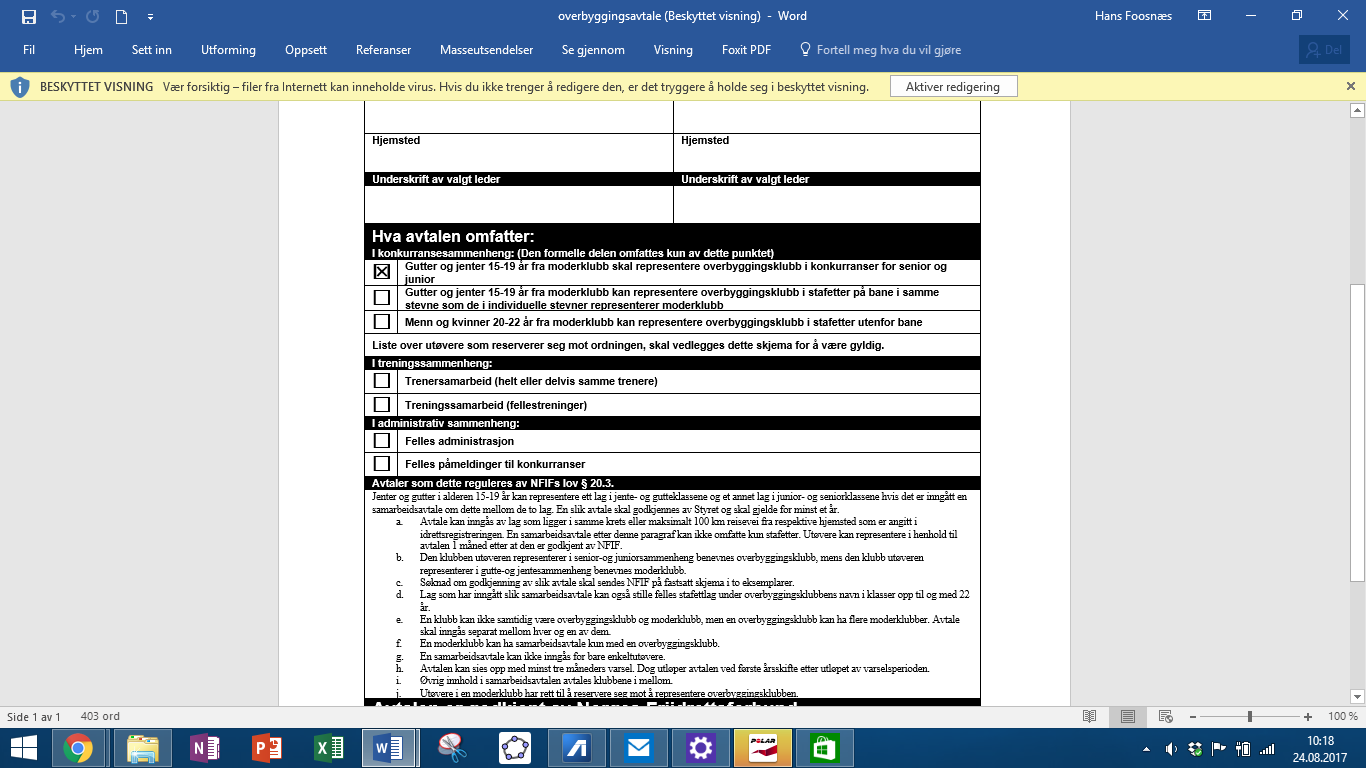 overbyggingsavtale (Beskyttet visning) - Word
Hans Foosnæs
Fil Hjem Sett inn Utforming Oppsett Referanser Masseutsendelser Se gjennom Visning Foxit PDF Fortell meg hva du vil gjøre Del
BESKYTTET VISNING Vær forsiktig – filer fra Internett kan inneholde virus. Hvis du ikke trenger å redigere den, er det tryggere å holde seg i beskyttet visning. Aktiver redigering
Hjemsted Hjemsted
Underskrift av valgt leder Underskrift av valgt leder
Hva avtalen omfatter:
I konkurransesammenheng: (Den formelle delen omfattes kun av dette punktet)
Gutter og jenter 15-19 år fra moderklubb skal representere overbyggingsklubb i konkurranser for senior og
junior
Gutter og jenter 15-19 år fra moderklubb kan representere overbyggingsklubb i stafetter på bane i samme
stevne som de i individuelle stevner representerer moderklubb
Menn og kvinner 20-22 år fra moderklubb kan representere overbyggingsklubb i stafetter utenfor bane
Liste over utøvere som reserverer seg mot ordningen, skal vedlegges dette skjema for å være gyldig.
I treningssammenheng:
Trenersamarbeid (helt eller delvis samme trenere)
Treningssamarbeid (fellestreninger)
I administrativ sammenheng:
Felles administrasjon
Felles påmeldinger til konkurranser
Avtaler som dette reguleres av NFIFs lov § 20.3.
Jenter og gutter i alderen 15-19 år kan representere ett lag i jente- og gutteklassene og et annet lag i junior- og seniorklassene hvis det er inngått en
samarbeidsavtale om dette mellom de to lag. En slik avtale skal godkjennes av Styret og skal gjelde for minst et år.
a. Avtale kan inngås av lag som ligger i samme krets eller maksimalt 100 km reisevei fra respektive hjemsted som er angitt i
idrettsregistreringen. En samarbeidsavtale etter denne paragraf kan ikke omfatte kun stafetter. Utøvere kan representere i henhold til
avtalen 1 måned etter at den er godkjent av NFIF.
b. Den klubben utøveren representerer i senior-og juniorsammenheng benevnes overbyggingsklubb, mens den klubb utøveren
representerer i gutte-og jentesammenheng benevnes moderklubb.
c. Søknad om godkjenning av slik avtale skal sendes NFIF på fastsatt skjema i to eksemplarer.
d. Lag som har inngått slik samarbeidsavtale kan også stille felles stafettlag under overbyggingsklubbens navn i klasser opp til og med 22
år.
e. En klubb kan ikke samtidig være overbyggingsklubb og moderklubb, men en overbyggingsklubb kan ha flere moderklubber. Avtale
skal inngås separat mellom hver og en av dem.
f. En moderklubb kan ha samarbeidsavtale kun med en overbyggingsklubb.
g. En samarbeidsavtale kan ikke inngås for bare enkeltutøvere.
h. Avtalen kan sies opp med minst tre måneders varsel. Dog utløper avtalen ved første årsskifte etter utløpet av varselsperioden.
i. Øvrig innhold i samarbeidsavtalen avtales klubbene i mellom.
j. Utøvere i en moderklubb har rett til å reservere seg mot å representere overbyggingsklubben.
Avtalen er godkjent av Norges Friidrettsforbund
Side 1 av 1 403 ord 100 %
POLAR
10:18
24.08.2017